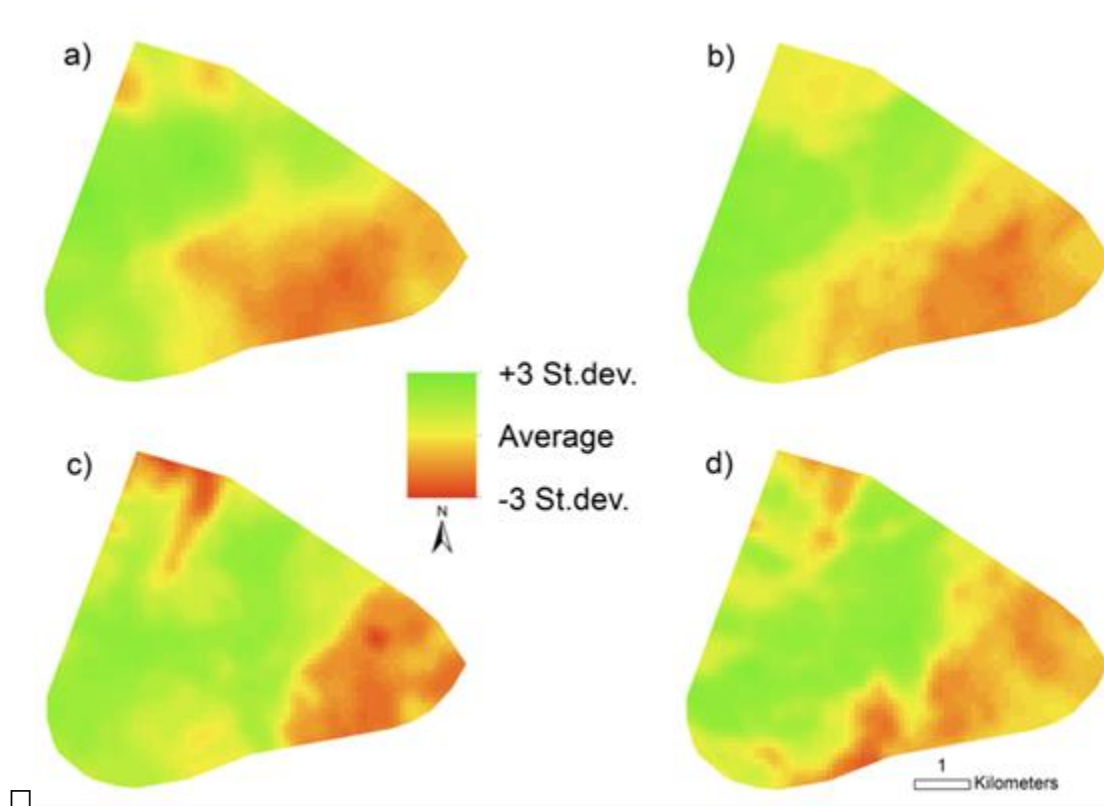 a)
b)
+3 St.dev.
Average
-3 St.dev.
N
c)
d)
1
Kilometers